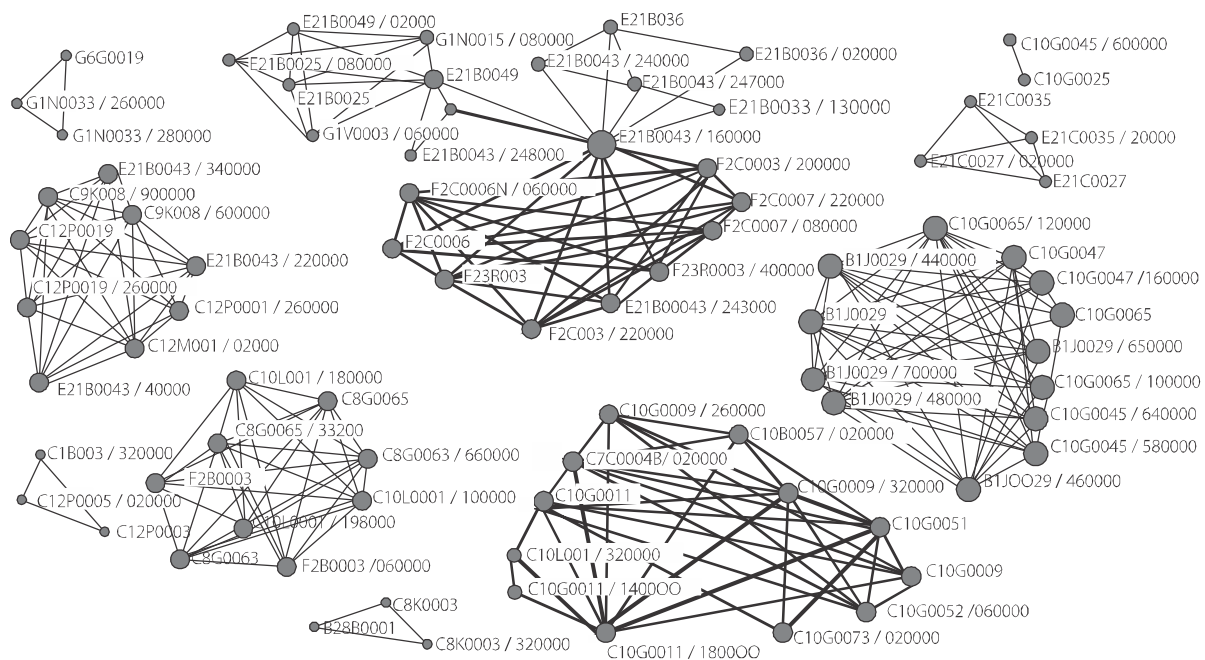 E21B0049 / 02000
G1N0015 / 080000
E21B0025 / 080000
E21B0049
E21B0025
G1V0003 / 060000
E21B0043 / 248000
E21B036
E21B0036 / 020000
E21B0043 / 240000
E21B0043 / 247000
E21B0033 / 130000
E21B0043 / 160000
G6G0019
G1N0033 / 260000
G1N0033 / 280000
C10G0045 / 600000
C10G0025
E21C0035
E21C0035 / 20000
E21C0027 / 020000
E21C0027
E21B0043 / 340000
C9K008 / 900000
C9K008 / 600000
C12P0019
E21B0043 / 220000
C12P0019 / 260000
C12P0001 / 260000
C12M001 / 02000
E21B0043 / 40000
F2C0003 / 200000
F2C0006N / 060000
F2C0007 / 220000
F2C0007 / 080000
F2C0006
F23R003
F23R0003 / 400000
E21B00043 / 243000
F2C003 / 220000
C10G0065 / 120000
C10G0047
B1J0029 / 440000
C10G0047 /160000
B1J0029
C10G0065
B1J0029 / 650000
B1J0029 / 700000
C10G0065 / 100000
B1J0029 / 480000
C10G0045 / 640000
C10G0045 / 580000
B1JOO29 / 460000
C10L001 / 180000
C8G0065
C8G0065 / 33200
C8G0063 / 660000
F2B0003
C10L0001 / 100000
C10L0001 / 198000
C8G0063
F2B0003 /060000
C1B003 / 320000
C12P0005 / 020000
C12P0003
C10G0009 / 260000
C10B0057 / 020000
C7C0004B / 020000
C10G0009 / 320000
C10G0011
C10G0051
C10L001 / 320000
C10G0009
C10G0011 / 1400OO
C10G0052 /060000
C10G0073 / 020000
C10G0011 / 1800OO
C8K0003
B28B0001
C8K0003 / 320000